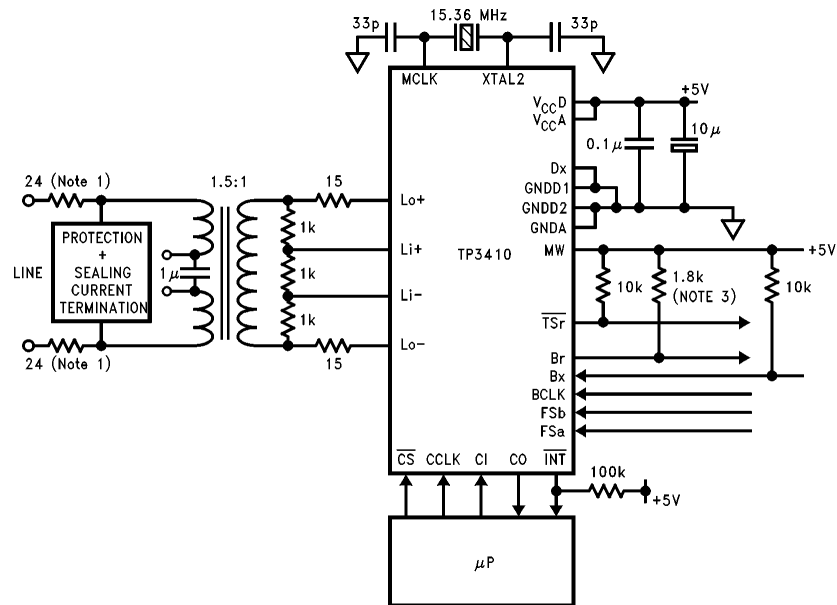 33p
15.36 MHz
33p
MCLK
XTAL2
VCCD
VCCA
+5V
0.1μ
10μ
24 (Note 1)
1.5:1
15
Lo+
Dx
GNDD1
GNDD2
GNDA
PROTECTION
+
SEALING
CURRENT
TERMINATION
LINE
1μ
1k
Li+
TP3410
MW
+5V
1k
Li-
10k
1.8k
(NOTE 3)
10k
1k
TSr
24 (Note 1)
15
Lo-
Br
Bx
BCLK
FSb
FSa
CS
CCLK
CI
CO
INT
100k
+5V
μP